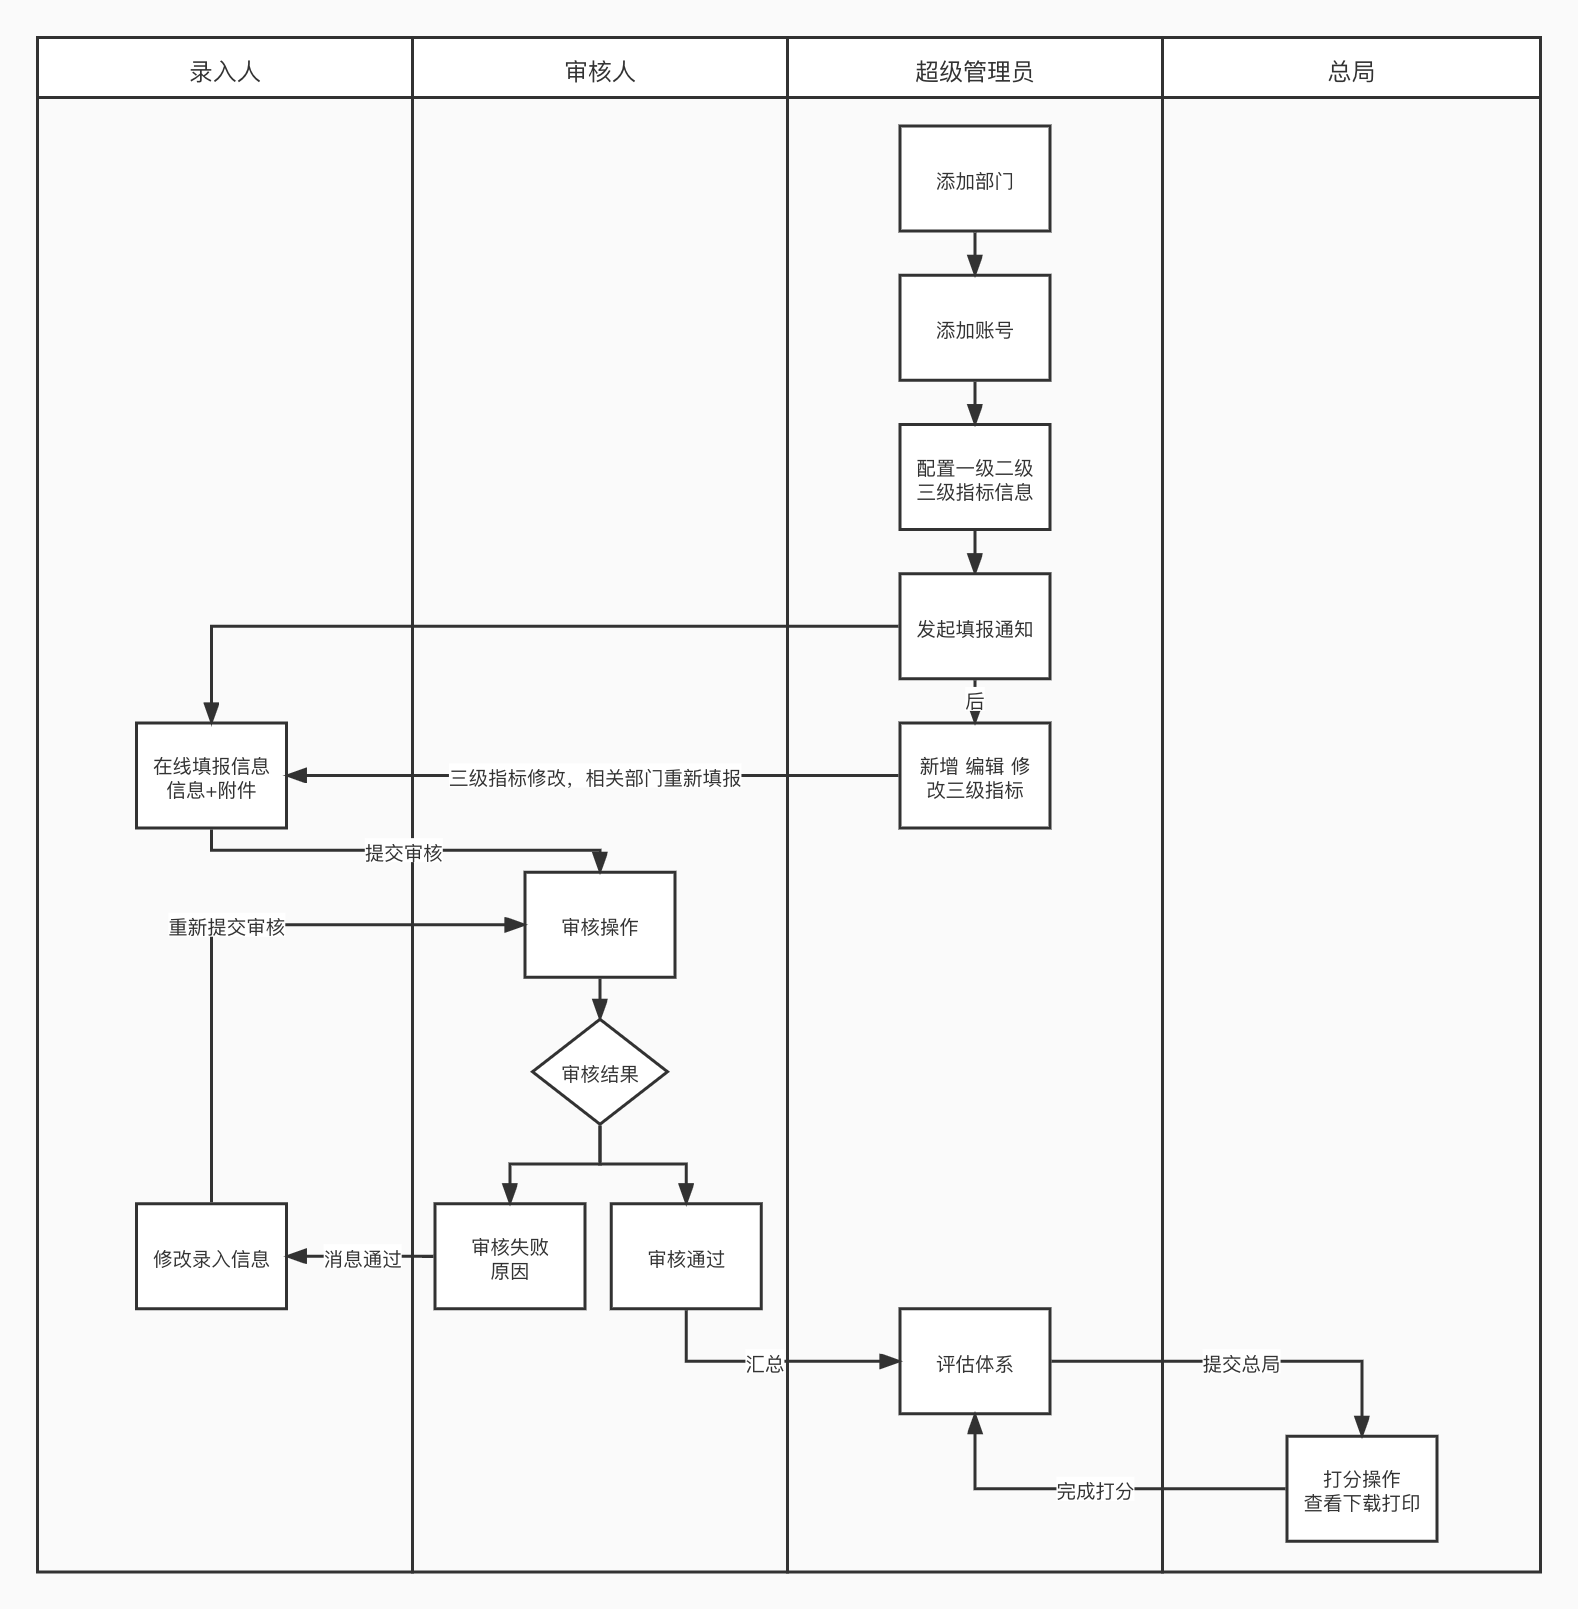 录入人
审核人
超级管理员
总局
添加部门
添加账号
配置一级二级
三级指标信息
发起填报通知
后
在线填报信息
信息+附件
三级指标修改，相关部门重新填报
新增 编辑 修
改三级指标
提交审核
重新提交审核
审核操作
审核结果
修改录入信息
消息通过
审核失败
原因
审核通过
汇总
评估体系
提交总局
完成打分
打分操作
查看下载打印